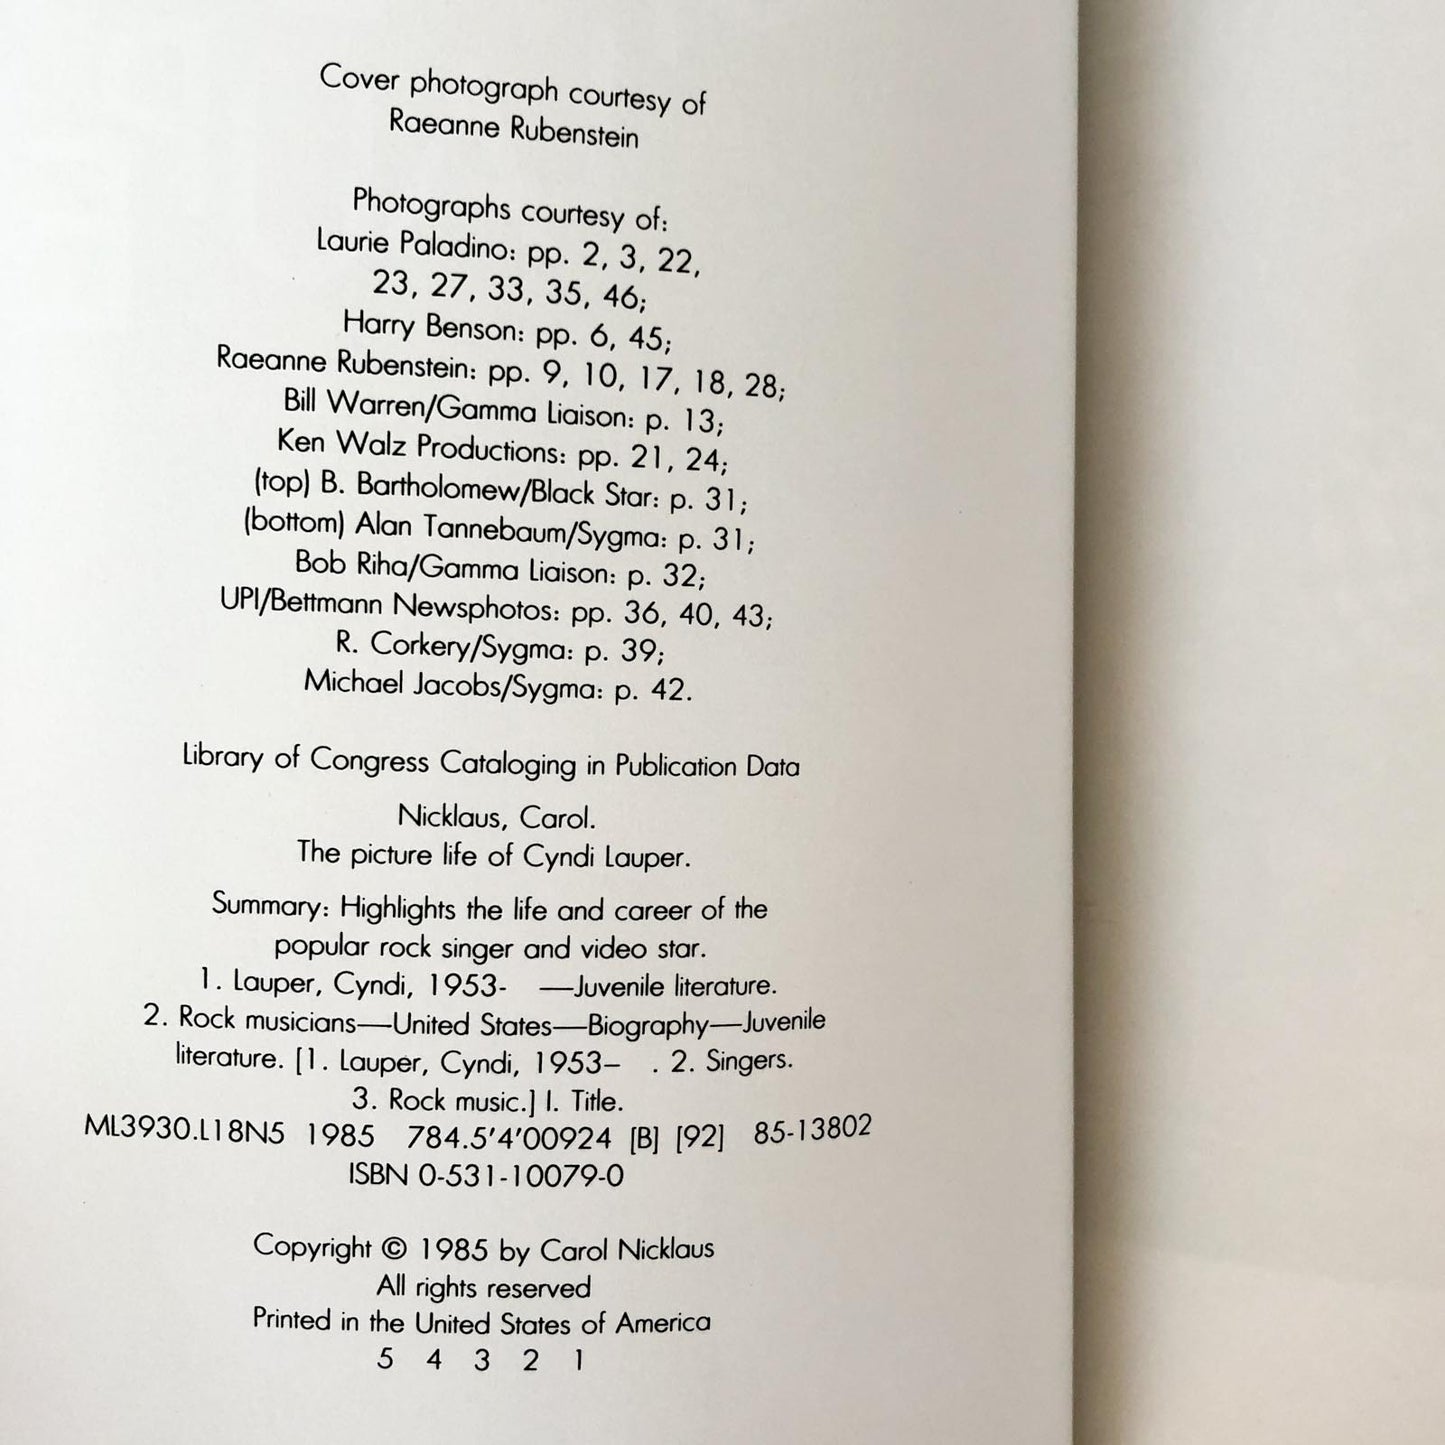 Cover photograph courtesy of
Raeanne Rubenstein
Photographs courtesy of:
Laurie Paladino: pp. 2, 3, 22,
23, 27, 33, 35, 46;
Harry Benson: pp. 6, 45;
Raeanne Rubenstein: pp. 9, 10, 17, 18, 28;
Bill Warren/Gamma Liaison: p. 13;
Ken Walz Productions: pp. 21, 24;
(top) B. Bartholomew/Black Star: p. 31;
(bottom) Alan Tannebaum/Sygma: p. 31;
Bob Riha/Gamma Liaison: p. 32;
UPI/Bettmann Newsphotos: pp. 36, 40, 43;
R. Corkery/Sygma: p. 39;
Michael Jacobs/Sygma: p. 42.
Library of Congress Cataloging in Publication Data
Nicklaus, Carol.
The picture life of Cyndi Lauper.
Summary: Highlights the life and career of the
popular rock singer and video star.
1. Lauper, Cyndi, 1953- —Juvenile literature.
2. Rock musicians—United States—Biography—Juvenile
literature. [1. Lauper, Cyndi, 1953– . 2. Singers.
3. Rock music.] I. Title.
ML3930.L18N5 1985 784.5′4′00924 [B] [92] 85-13802
ISBN 0-531-10079-0
Copyright © 1985 by Carol Nicklaus
All rights reserved
Printed in the United States of America
5 4 3 2 1